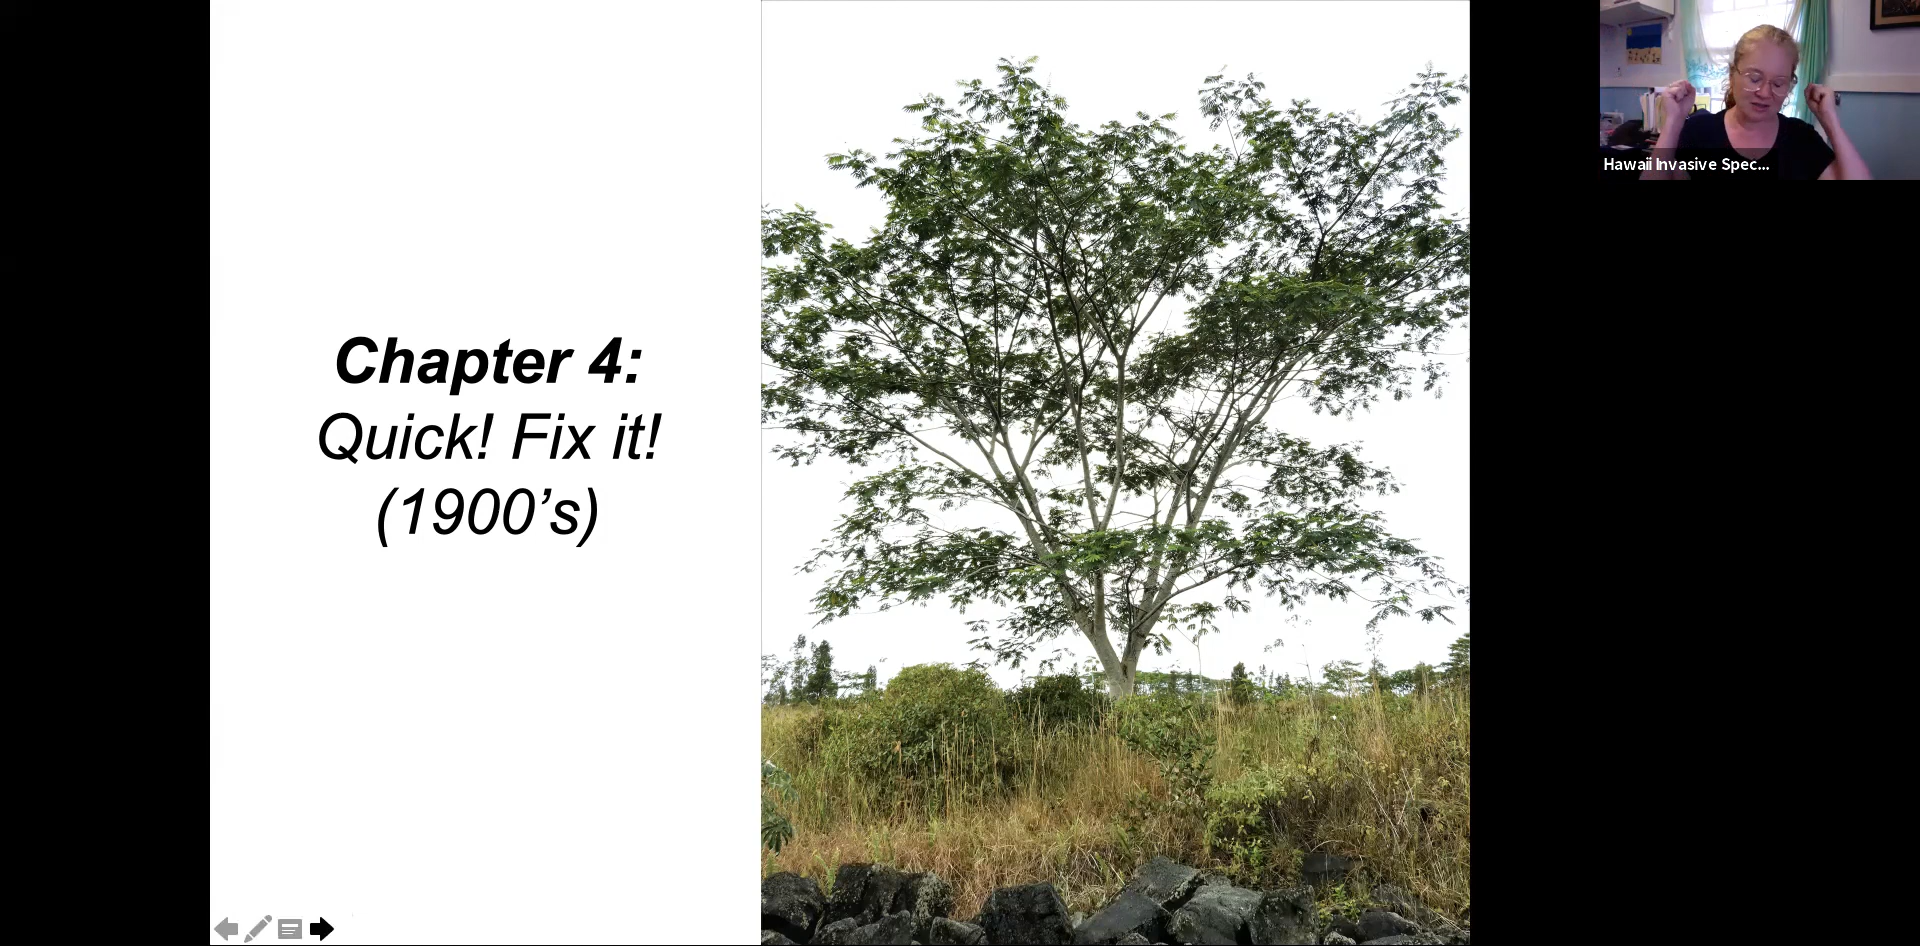 Chapter 4:
Quick! Fix it!
(1900’s)
Hawaii Invasive Spec...